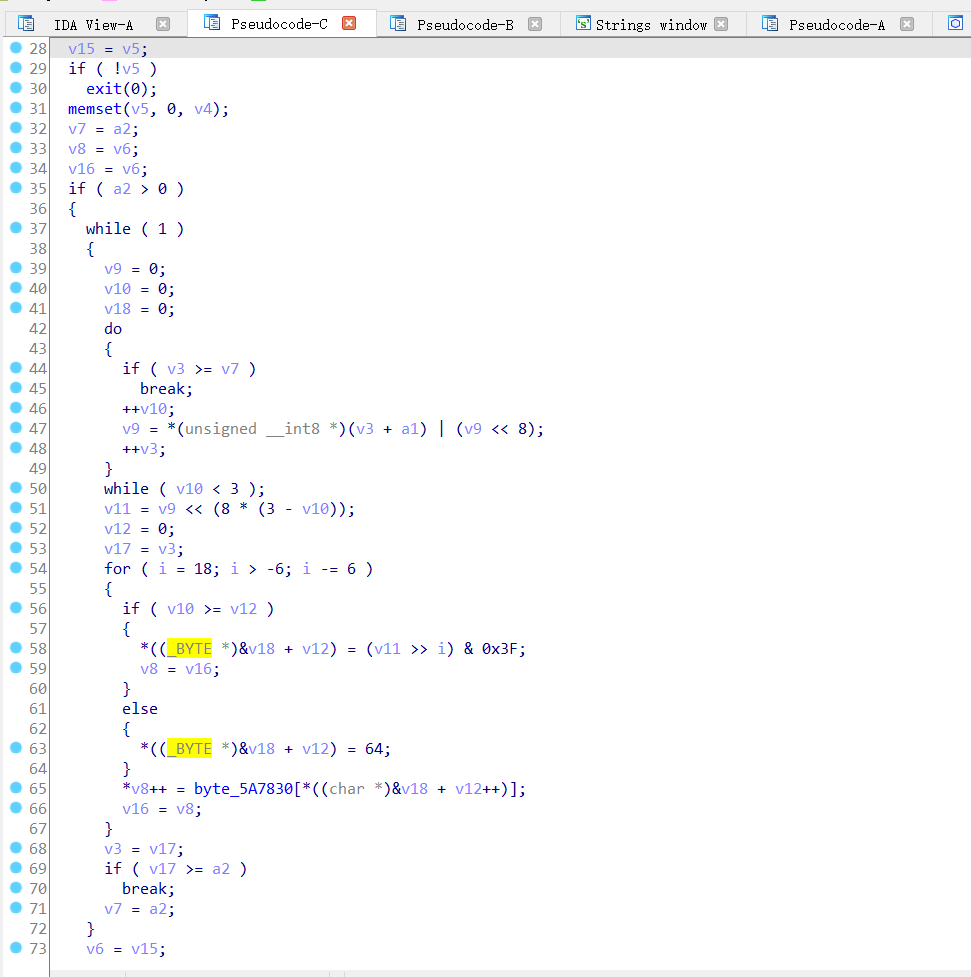 IDA View-A Pseudocode-C Pseudocode-B Strings window Pseudocode-A
28 v15 = v5;
29 if ( !v5 )
30 exit(0);
31 memset(v5, 0, v4);
32 v7 = a2;
33 v8 = v6;
34 v16 = v6;
35 if ( a2 > 0 )
36 {
37 while ( 1 )
38 {
39 v9 = 0;
40 v10 = 0;
41 v18 = 0;
42 do
43 {
44 if ( v3 >= v7 )
45 break;
46 ++v10;
47 v9 = *(unsigned __int8 *)(v3 + a1) | (v9 << 8);
48 ++v3;
49 }
50 while ( v10 < 3 );
51 v11 = v9 << (8 * (3 - v10));
52 v12 = 0;
53 v17 = v3;
54 for ( i = 18; i > -6; i -= 6 )
55 {
56 if ( v10 >= v12 )
57 {
58 *((_BYTE *)&v18 + v12) = (v11 >> i) & 0x3F;
59 v8 = v16;
60 }
61 else
62 {
63 *((_BYTE *)&v18 + v12) = 64;
64 }
65 *v8++ = byte_5A7830[*((char *)&v18 + v12++)];
66 v16 = v8;
67 }
68 v3 = v17;
69 if ( v17 >= a2 )
70 break;
71 v7 = a2;
72 }
73 v6 = v15;